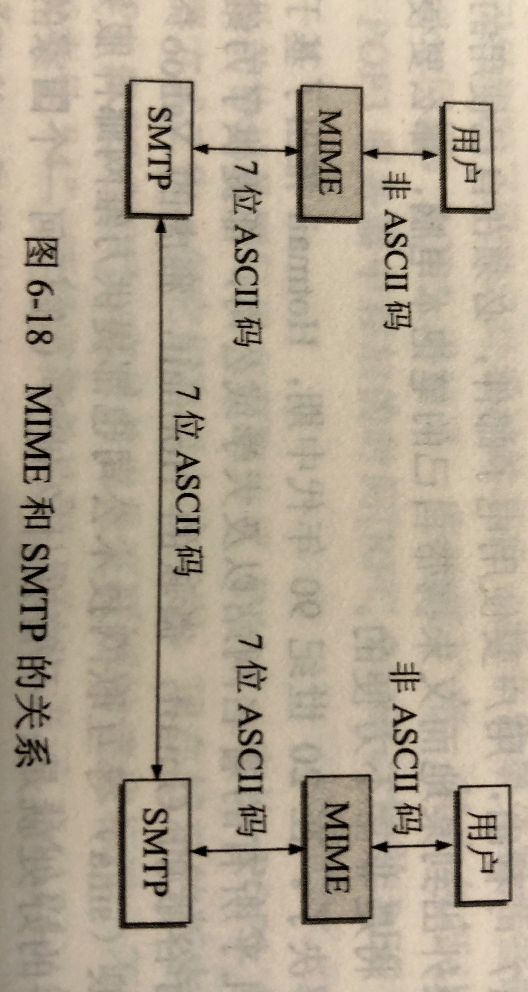 用户 用户
非 ASCII 码 非 ASCII 码
MIME MIME
7 位 ASCII 码 7 位 ASCII 码
7 位 ASCII 码
SMTP SMTP
图 6-18 MIME 和 SMTP 的关系